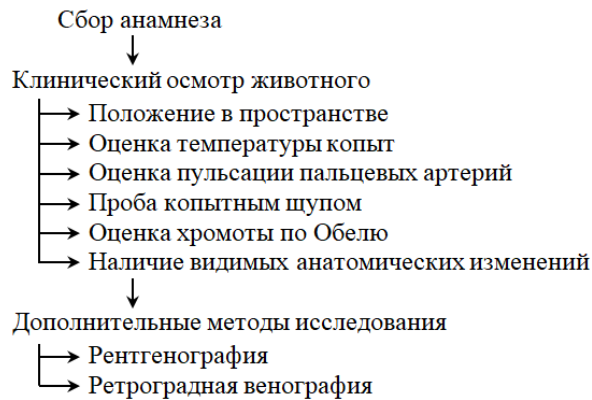 Сбор анамнеза
Клинический осмотр животного
Положение в пространстве
Оценка температуры копыт
Оценка пульсации пальцевых артерий
Проба копытным щупом
Оценка хромоты по Обелю
Наличие видимых анатомических изменений
Дополнительные методы исследования
Рентгенография
Ретроградная венография